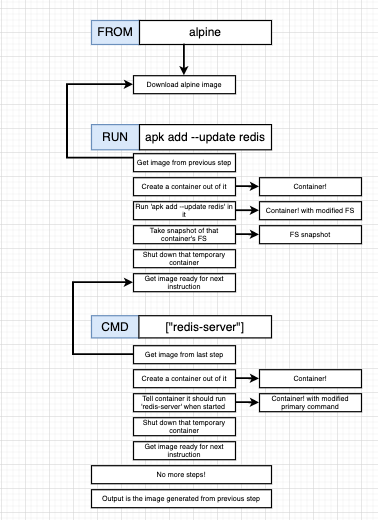 FROM alpine
Download alpine image
RUN apk add --update redis
Get image from previous step
Create a container out of it
Container!
Run 'apk add --update redis' in
it
Container! with modified FS
Take snapshot of that
container's FS
FS snapshot
Shut down that temporary
container
Get image ready for next
instruction
CMD ["redis-server"]
Get image from last step
Create a container out of it
Container!
Tell container it should run
'redis-server' when started
Container! with modified
primary command
Shut down that temporary
container
Get image ready for next
instruction
No more steps!
Output is the image generated from previous step